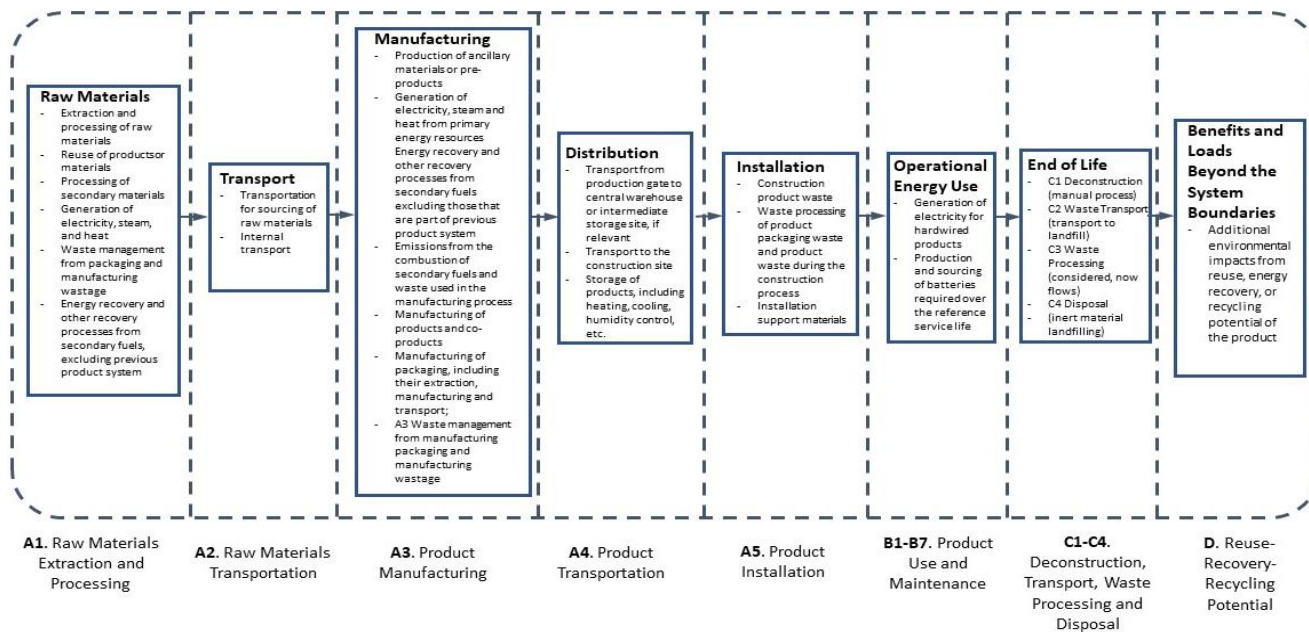 Raw Materials
- Extraction and
processing of raw
materials
- Reuse of productsor
materials
- Processing of
secondary materials
- Generation of
electricity, steam,
and heat
- Waste management
from packaging and
manufacturing
wastage
- Energy recovery and
other recovery
processes from
secondary fuels,
excluding previous
product system
Transport
- Transportation
for sourcing of
raw materials
- Internal
transport
Manufacturing
- Production of ancillary
materials or pre-
products
- Generation of
electricity, steam and
heat from primary
energy resources
Energy recovery and
other recovery
processes from
secondary fuels
excluding those that
are part of previous
product system
- Emissions from the
combustion of
secondary fuels and
waste used in the
manufacturing process
- Manufacturing of
products and co-
products
- Manufacturing of
packaging, including
their extraction,
manufacturing and
transport;
- A3 Waste management
from manufacturing
packaging and
manufacturing
wastage
Distribution
- Transport from
production gate to
central warehouse
or intermediate
storage site, if
relevant
- Transport to the
construction site
- Storage of
products, including
heating, cooling,
humidity control,
etc.
Installation
- Construction
product waste
- Waste processing
of product
packaging waste
and product
waste during the
construction
process
- Installation
support materials
Operational
Energy Use
- Generation of
electricity for
hardwired
products
- Production
and sourcing
of batteries
required over
the reference
service life
End of Life
- C1 Deconstruction
(manual process)
- C2 Waste Transport
(transport to
landfill)
- C3 Waste
Processing
(considered, now
flows)
- C4 Disposal
- (inert material
landfilling)
Benefits and
Loads
Beyond the
System
Boundaries
- Additional
environmental
impacts from
reuse, energy
recovery, or
recycling
potential of
the product
A1. Raw Materials
Extraction and
Processing
A2. Raw Materials
Transportation
A3. Product
Manufacturing
A4. Product
Transportation
A5. Product
Installation
B1-B7. Product
Use and
Maintenance
C1-C4.
Deconstruction,
Transport, Waste
Processing and
Disposal
D. Reuse-
Recovery-
Recycling
Potential